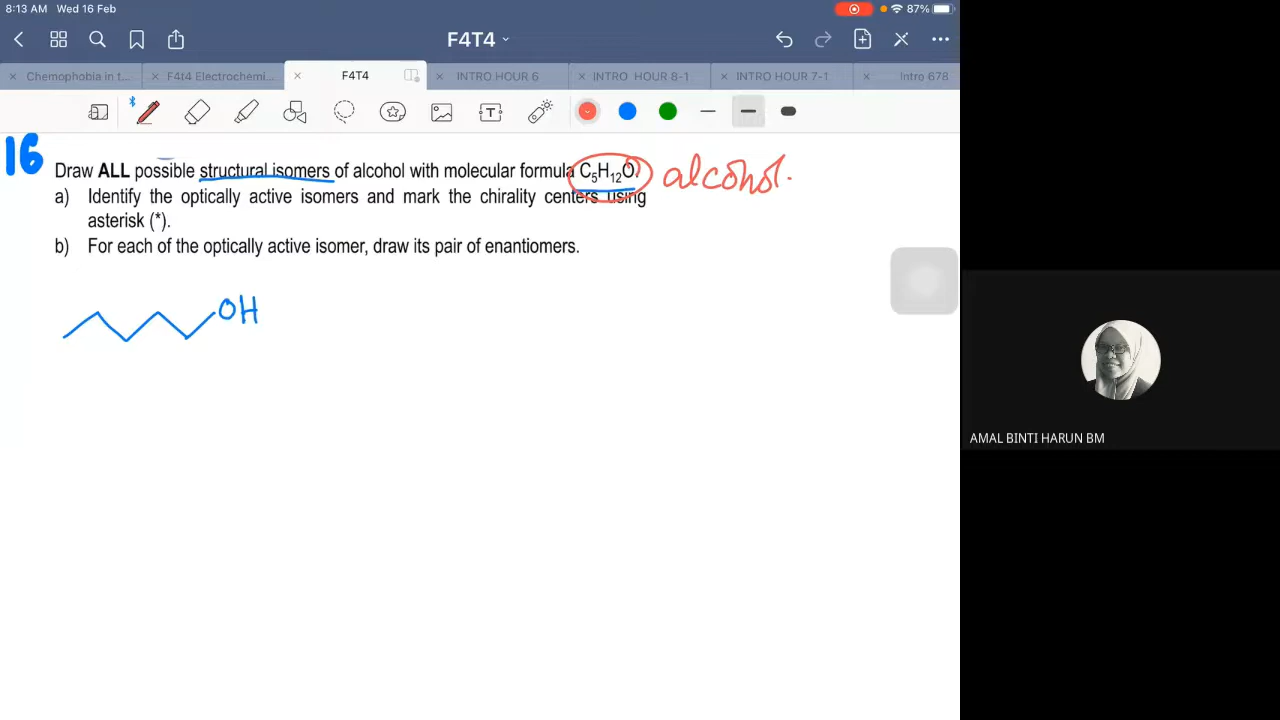 8:13 AM Wed 16 Feb
87%
F4T4
Chemophobia in t...
F4t4 Electrochemi...
F4T4
INTRO HOUR 6
INTRO HOUR 8-1
INTRO HOUR 7-1
Intro 678
T
16
Draw ALL possible structural isomers of alcohol with molecular formula C5H12O. alcohol.
a) Identify the optically active isomers and mark the chirality centers using
asterisk (*).
b) For each of the optically active isomer, draw its pair of enantiomers.
OH
AMAL BINTI HARUN BM